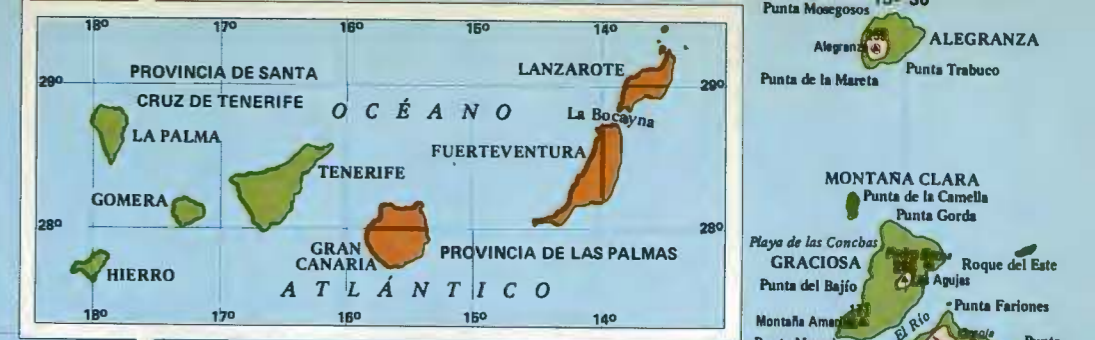 18º 17º 16º 15º 14º
29º 29º
PROVINCIA DE SANTA
CRUZ DE TENERIFE
OCÉANO
LANZAROTE
La Bocayna
LA PALMA
FUERTEVENTURA
TENERIFE
GOMERA
28º 28º
GRAN
CANARIA
PROVINCIA DE LAS PALMAS
HIERRO
ATLÁNTICO
18º 17º 16º 15º 14º
Punta Mosegosos
Alegranza
ALEGRANZA
Punta de la Mareta
Punta Trabuco
MONTAÑA CLARA
Punta de la Camella
Punta Gorda
Playa de las Conchas
GRACIOSA
Roque del Este
Agujas
Punta del Bajío
Punta Fariones
Montaña
El Río